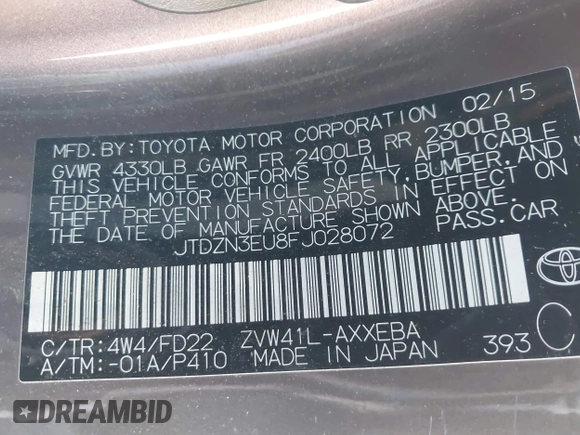 MFD.BY:TOYOTA MOTOR CORPORATION 02/15
GVWR 4330LB GAWR FR 2400LB RR 2300LB
THIS VEHICLE CONFORMS TO ALL APPLICABLE
FEDERAL MOTOR VEHICLE SAFETY,BUMPER,AND
THEFT PREVENTION STANDARDS IN EFFECT ON
THE DATE OF MANUFACTURE SHOWN ABOVE.
JTDZN3EU8FJ028072 PASS.CAR
C/TR:4W4/FD22 ZVW41L-AXXEBA
A/TM:-01A/P410 MADE IN JAPAN 393 C
DREAMBID